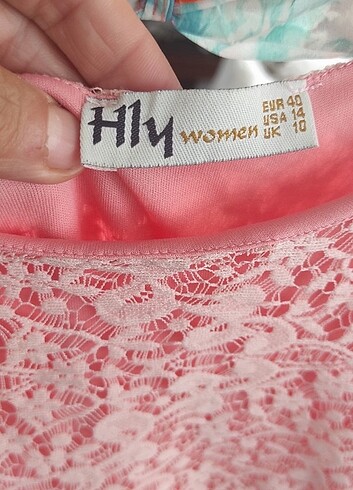 Hly women
EUR 40
USA 14
UK 10